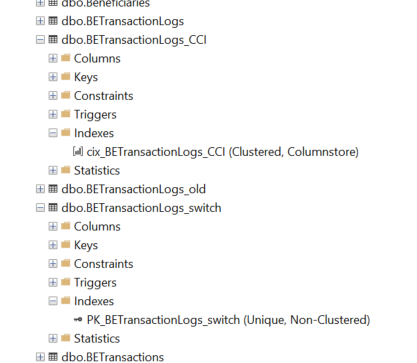 dbo.Beneficiaries
dbo.BETransactionLogs
dbo.BETransactionLogs_CCI
Columns
Keys
Constraints
Triggers
Indexes
cix_BETransactionLogs_CCI (Clustered, Columnstore)
Statistics
dbo.BETransactionLogs_old
dbo.BETransactionLogs_switch
Columns
Keys
Constraints
Triggers
Indexes
PK_BETransactionLogs_switch (Unique, Non-Clustered)
Statistics
dbo.BETransactions